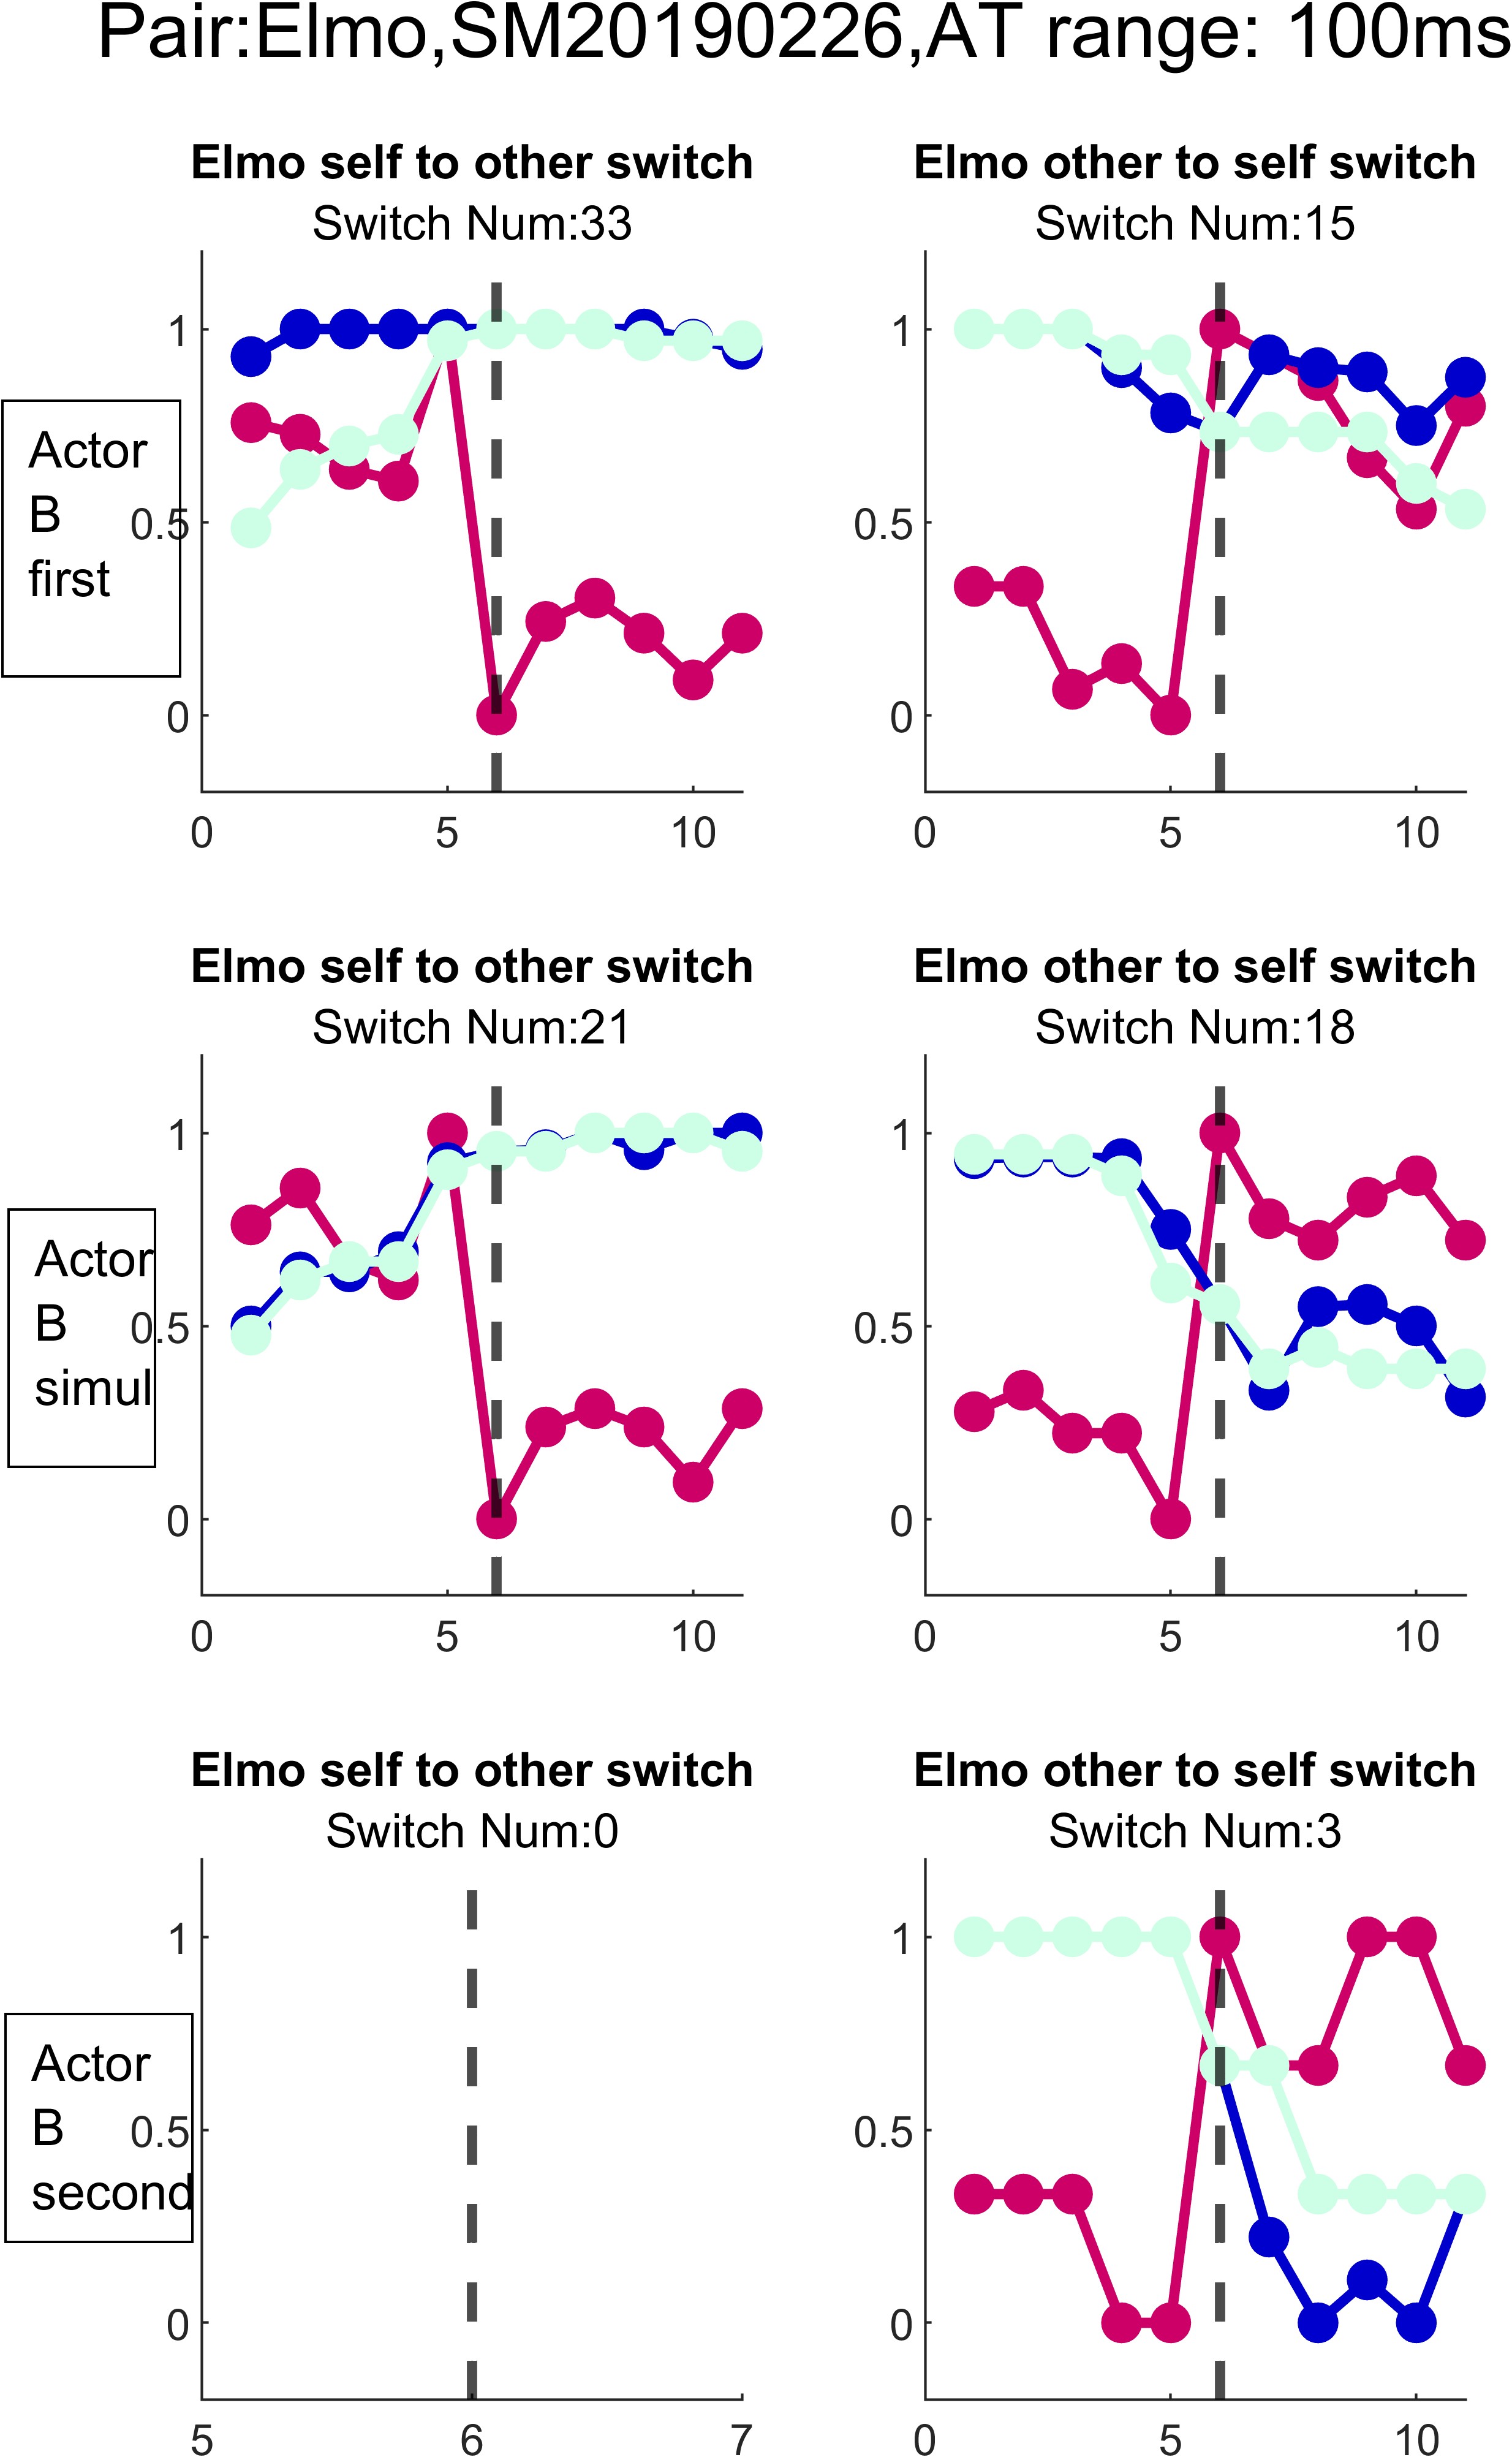 Pair:Elmo,SM20190226,AT range: 100ms
Elmo self to other switch
Switch Num:33
1
0.5
0
0 5 10
Actor
B
first
Elmo other to self switch
Switch Num:15
1
0.5
0
0 5 10
Elmo self to other switch
Switch Num:21
1
0.5
0
0 5 10
Actor
B
simul
Elmo other to self switch
Switch Num:18
1
0.5
0
0 5 10
Elmo self to other switch
Switch Num:0
1
0.5
0
5 6 7
Actor
B
second
Elmo other to self switch
Switch Num:3
1
0.5
0
0 5 10